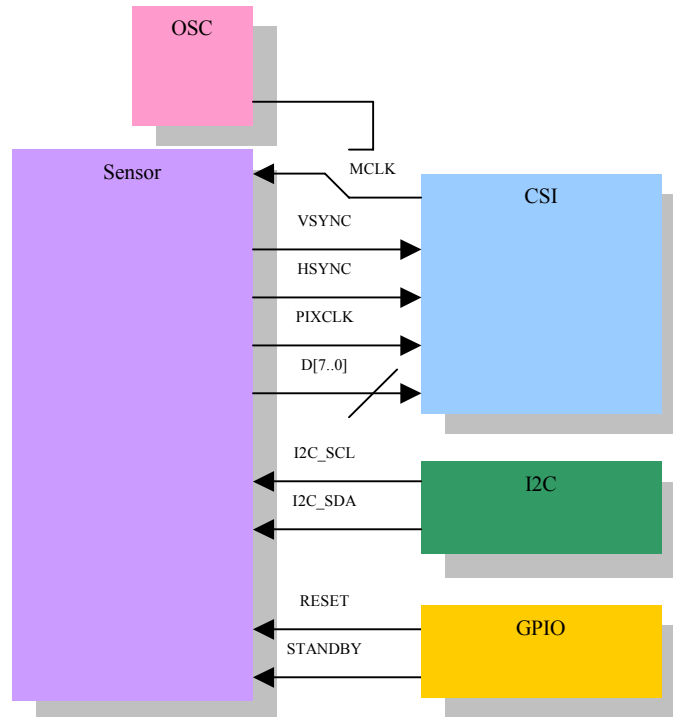 OSC
Sensor
MCLK
CSI
VSYNC
HSYNC
PIXCLK
D[7..0]
I2C_SCL
I2C
I2C_SDA
RESET
GPIO
STANDBY